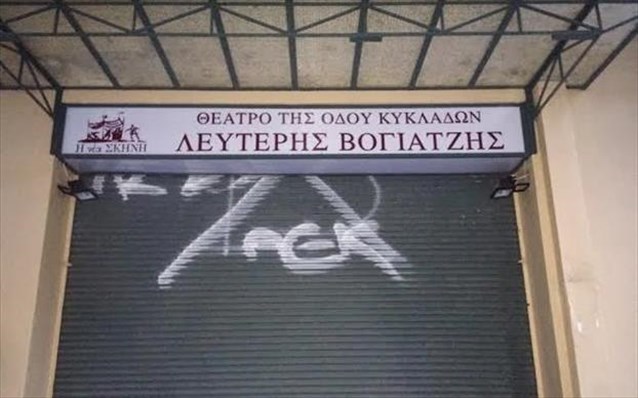 ΘΕΑΤΡΟ ΤΗΣ ΟΔΟΥ ΚΥΚΛΑΔΩΝ
Η νέα ΣΚΗΝΗ
ΛΕΥΤΕΡΗΣ ΒΟΓΙΑΤΖΗΣ